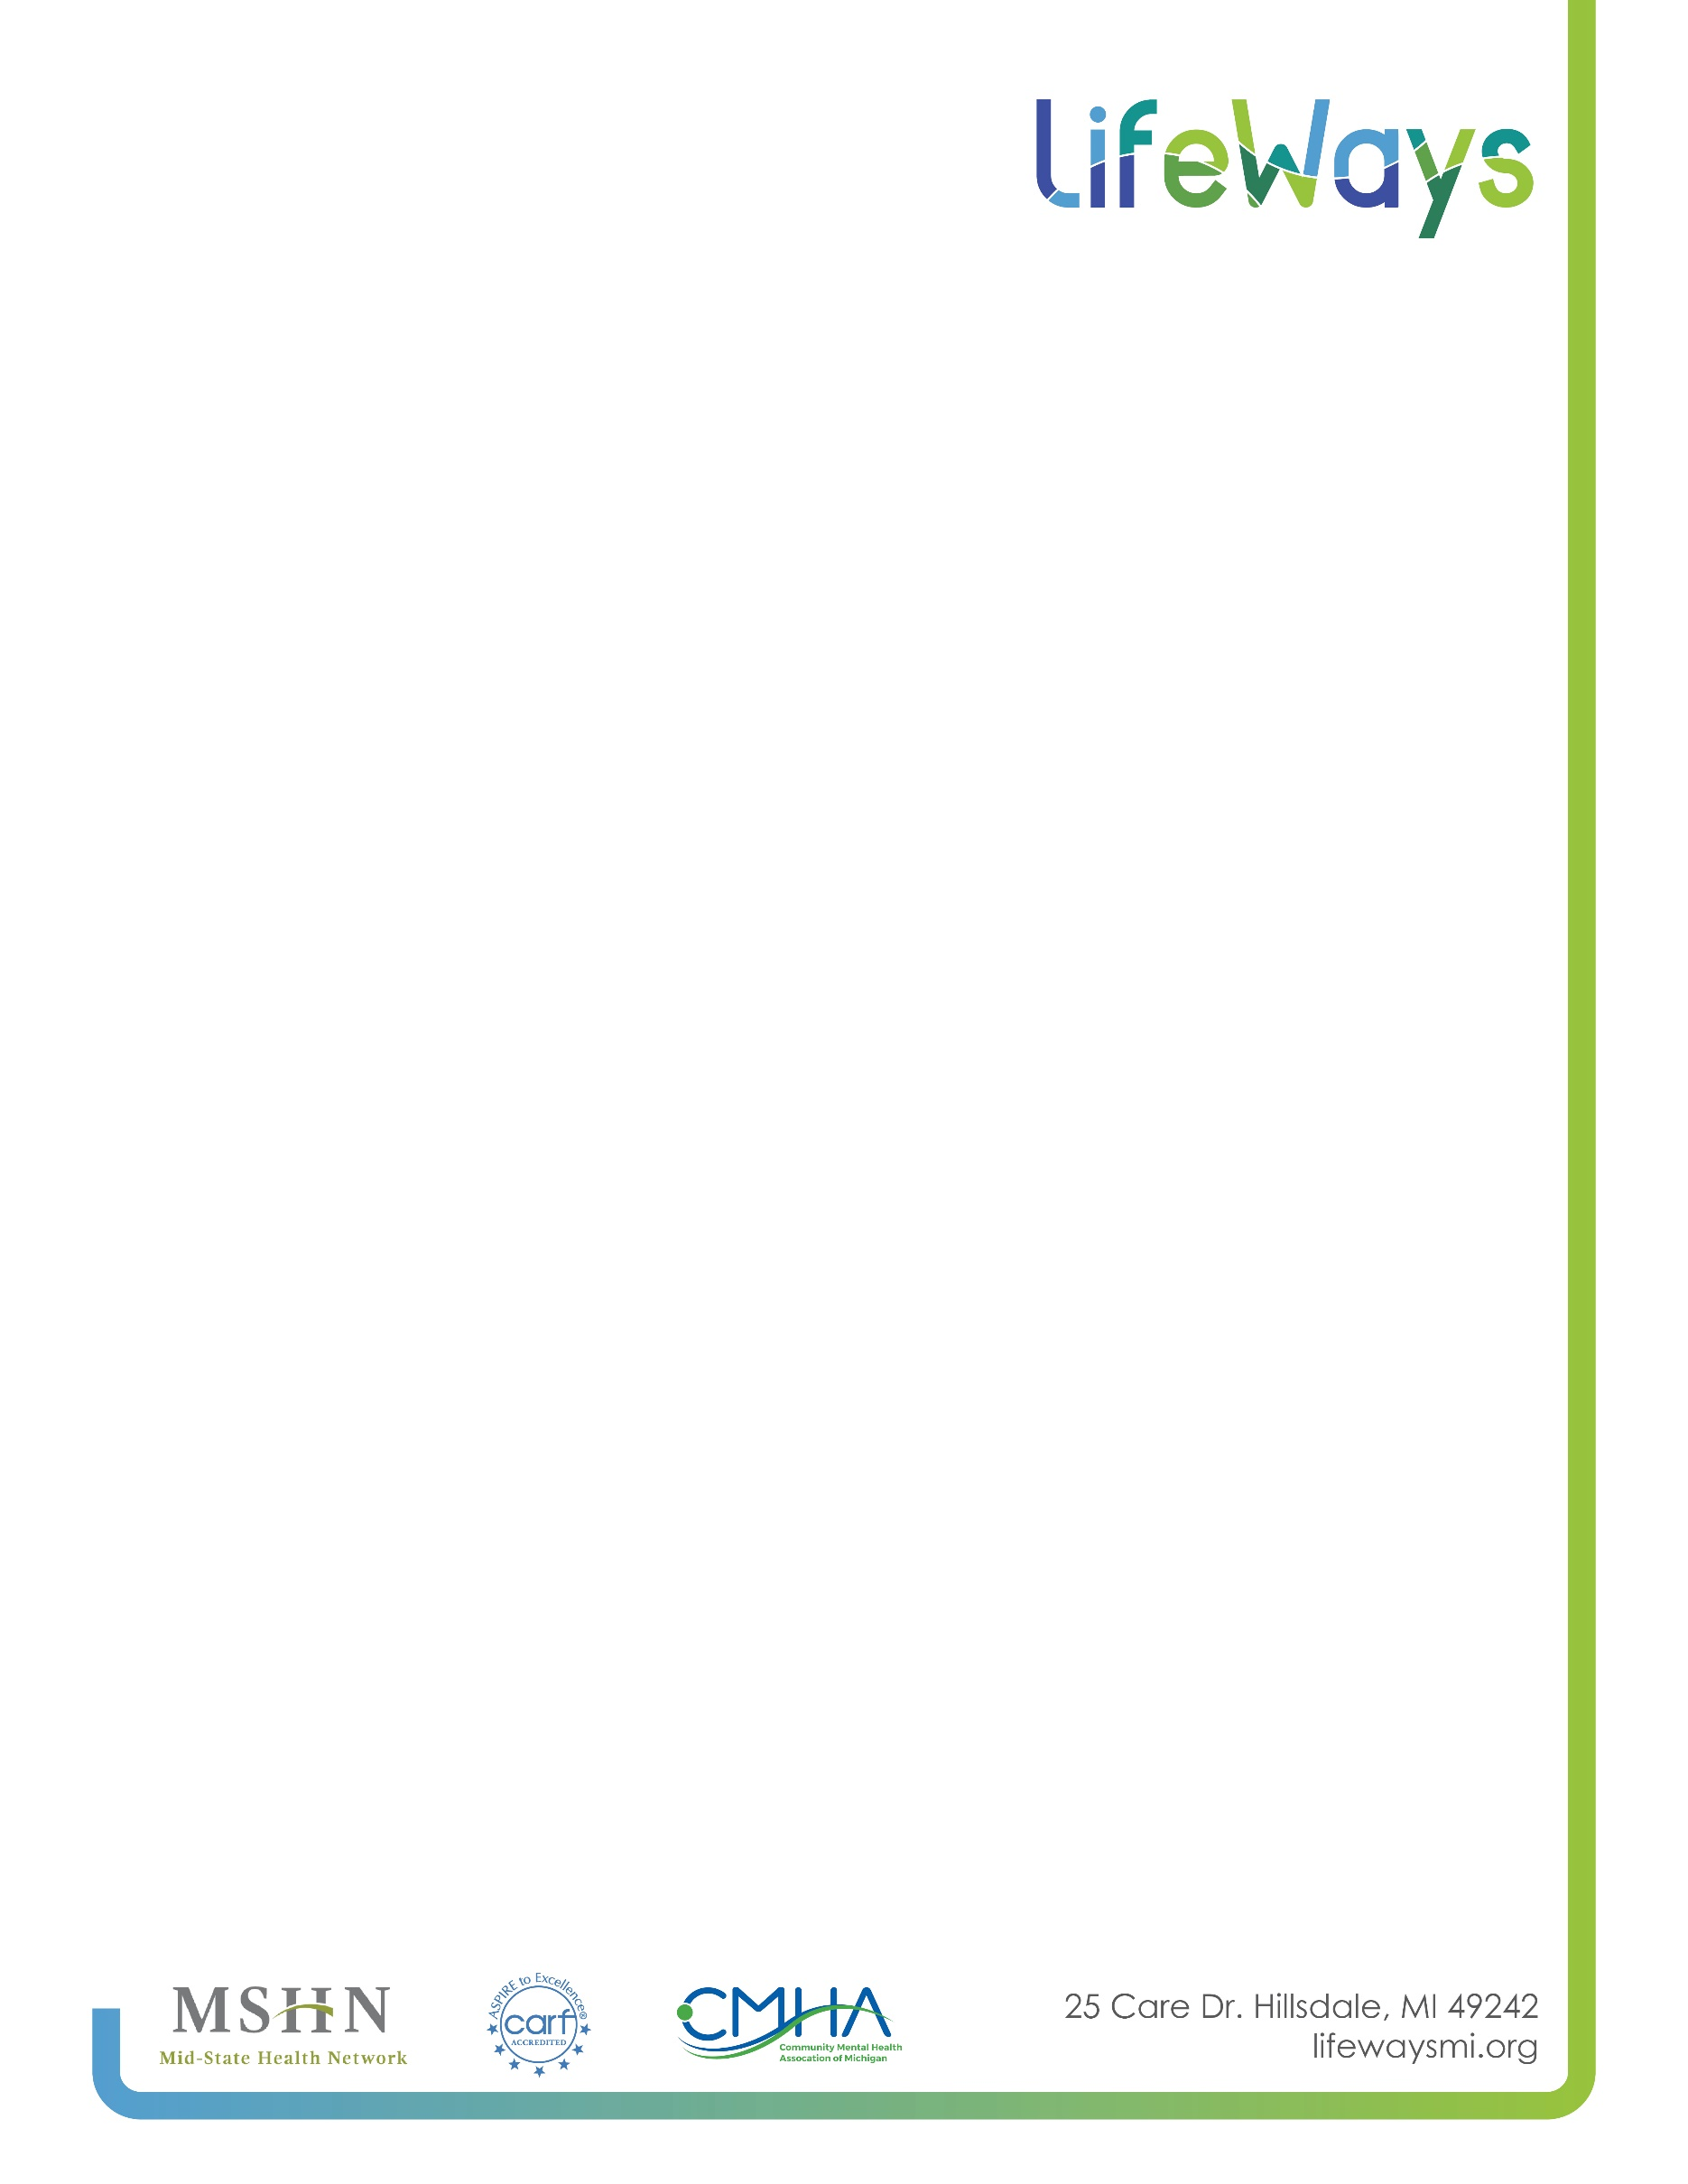 LifeWays
MSHN
Mid-State Health Network
ASPIRE to Excellence®
carf
ACCREDITED
CMHA
Community Mental Health
Assocation of Michigan
25 Care Dr. Hillsdale, MI 49242
lifewaysmi.org